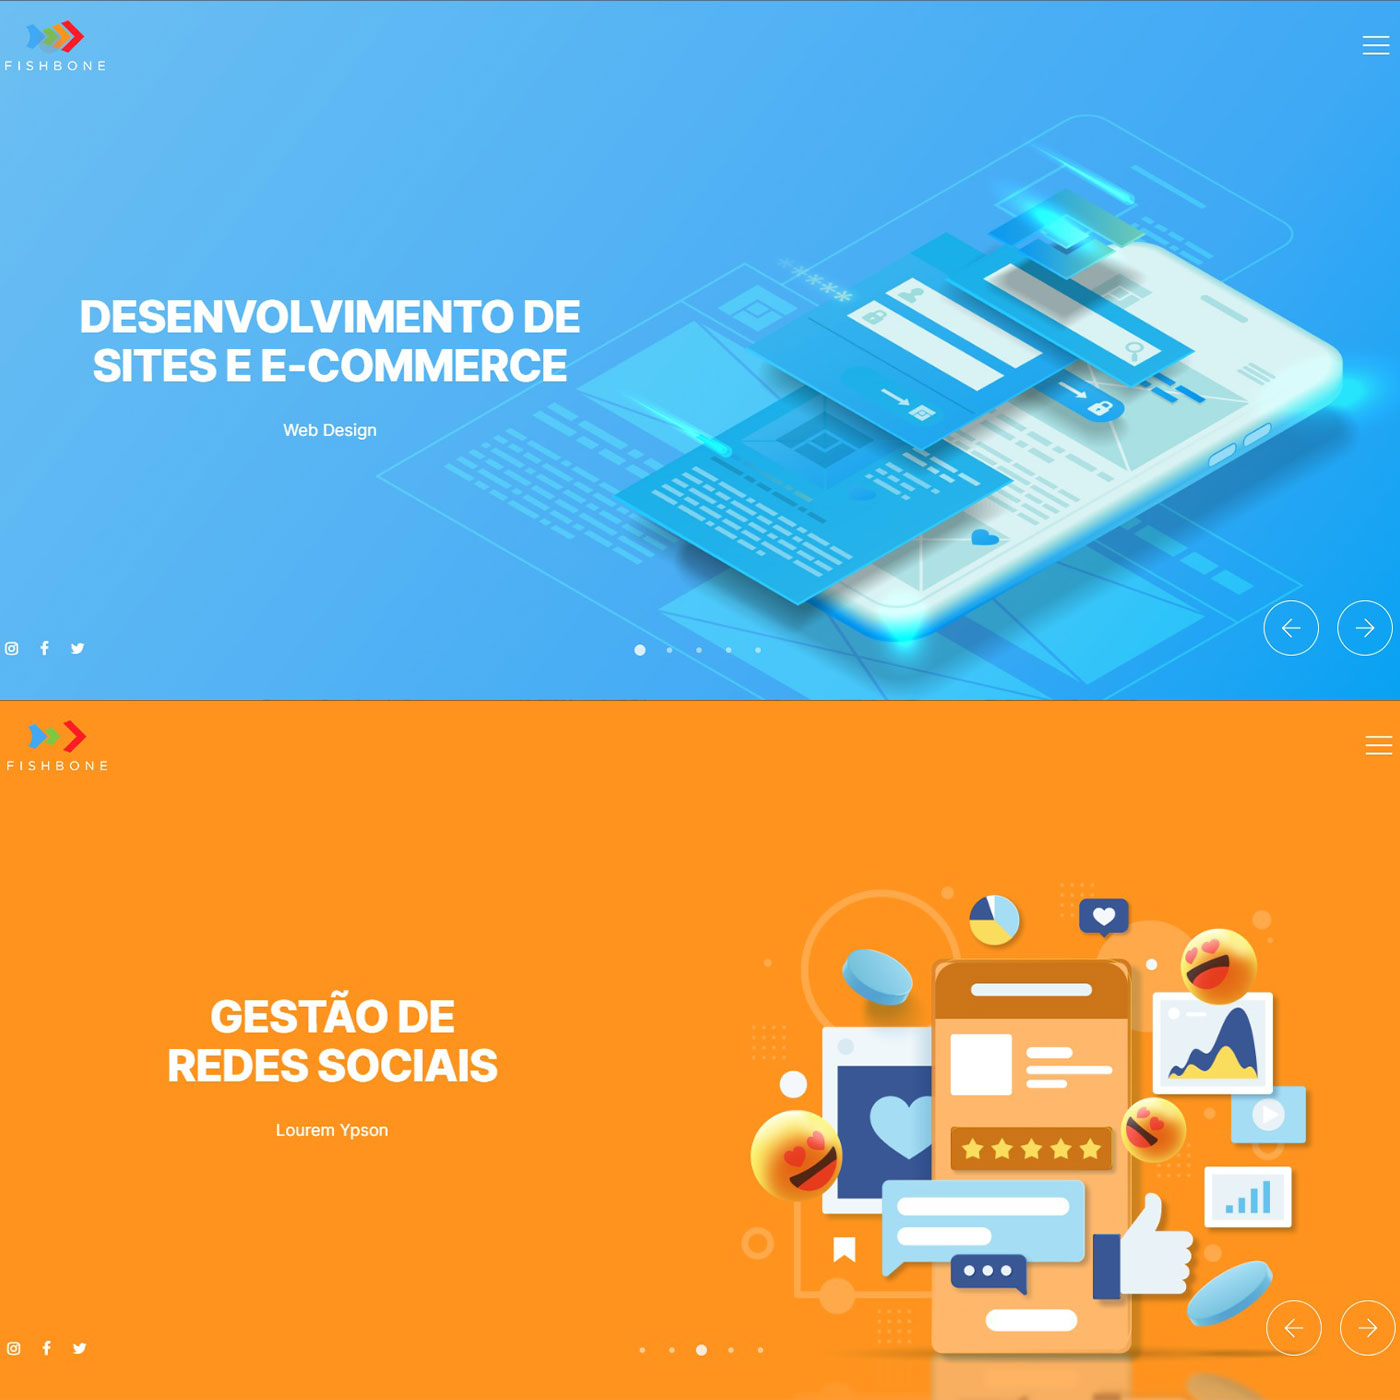 FISHBONE
DESENVOLVIMENTO DE
SITES E E-COMMERCE
Web Design
FISHBONE
GESTÃO DE
REDES SOCIAIS
Lourem Ypson